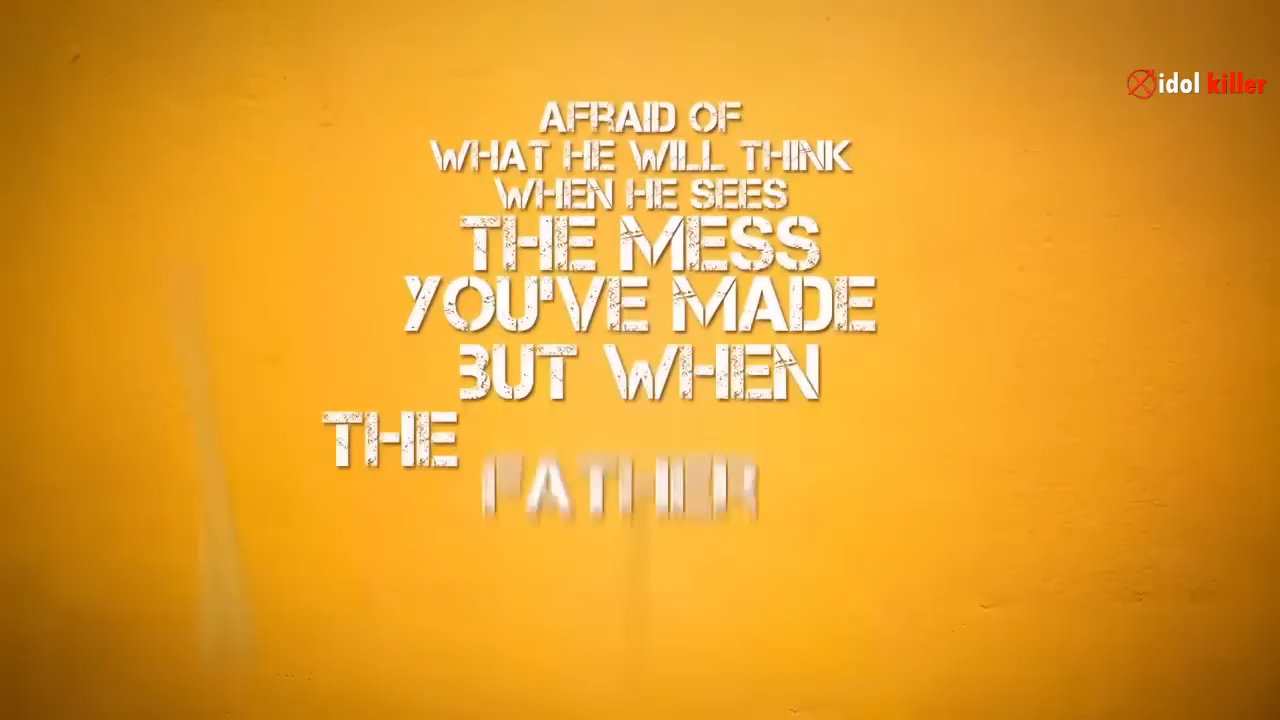 idol killer
AFRAID OF
WHAT HE WILL THINK
WHEN HE SEES
THE MESS
YOU'VE MADE
BUT WHEN
THE
FATHER